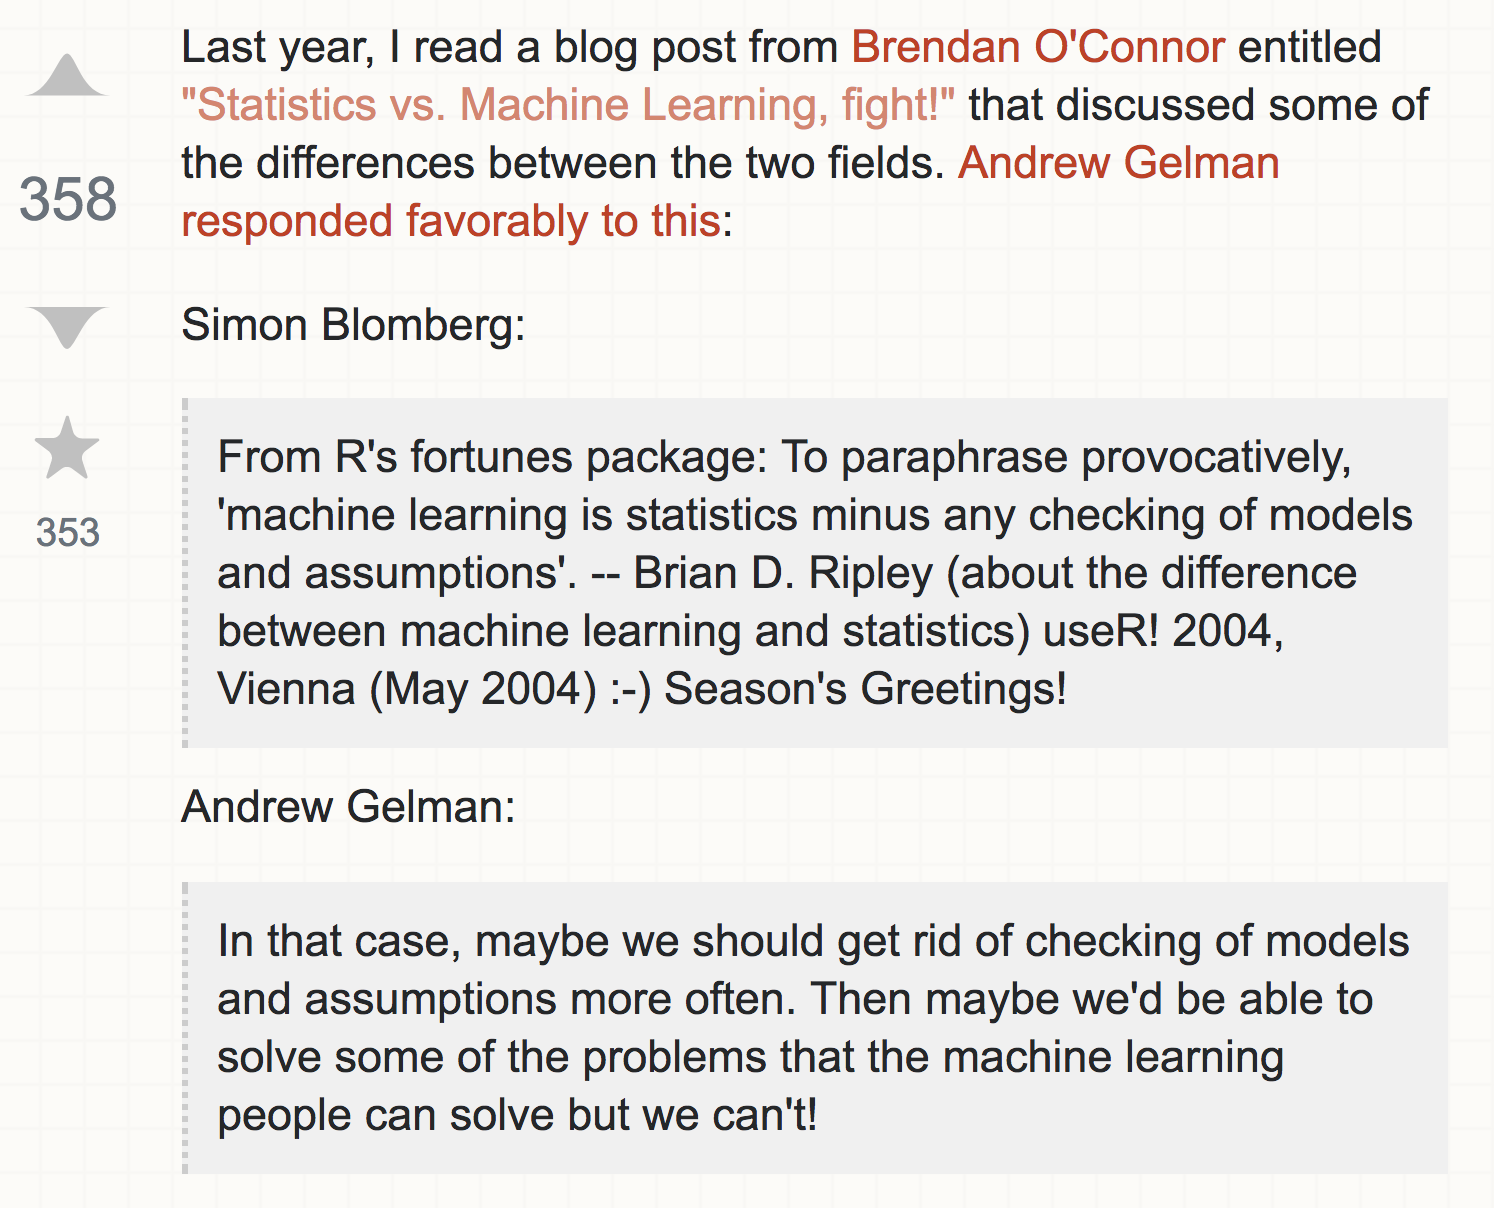 Last year, I read a blog post from Brendan O'Connor entitled
"Statistics vs. Machine Learning, fight!" that discussed some of
the differences between the two fields. Andrew Gelman
responded favorably to this:
358
Simon Blomberg:
353
From R's fortunes package: To paraphrase provocatively,
'machine learning is statistics minus any checking of models
and assumptions'. -- Brian D. Ripley (about the difference
between machine learning and statistics) useR! 2004,
Vienna (May 2004) :-) Season's Greetings!
Andrew Gelman:
In that case, maybe we should get rid of checking of models
and assumptions more often. Then maybe we'd be able to
solve some of the problems that the machine learning
people can solve but we can't!